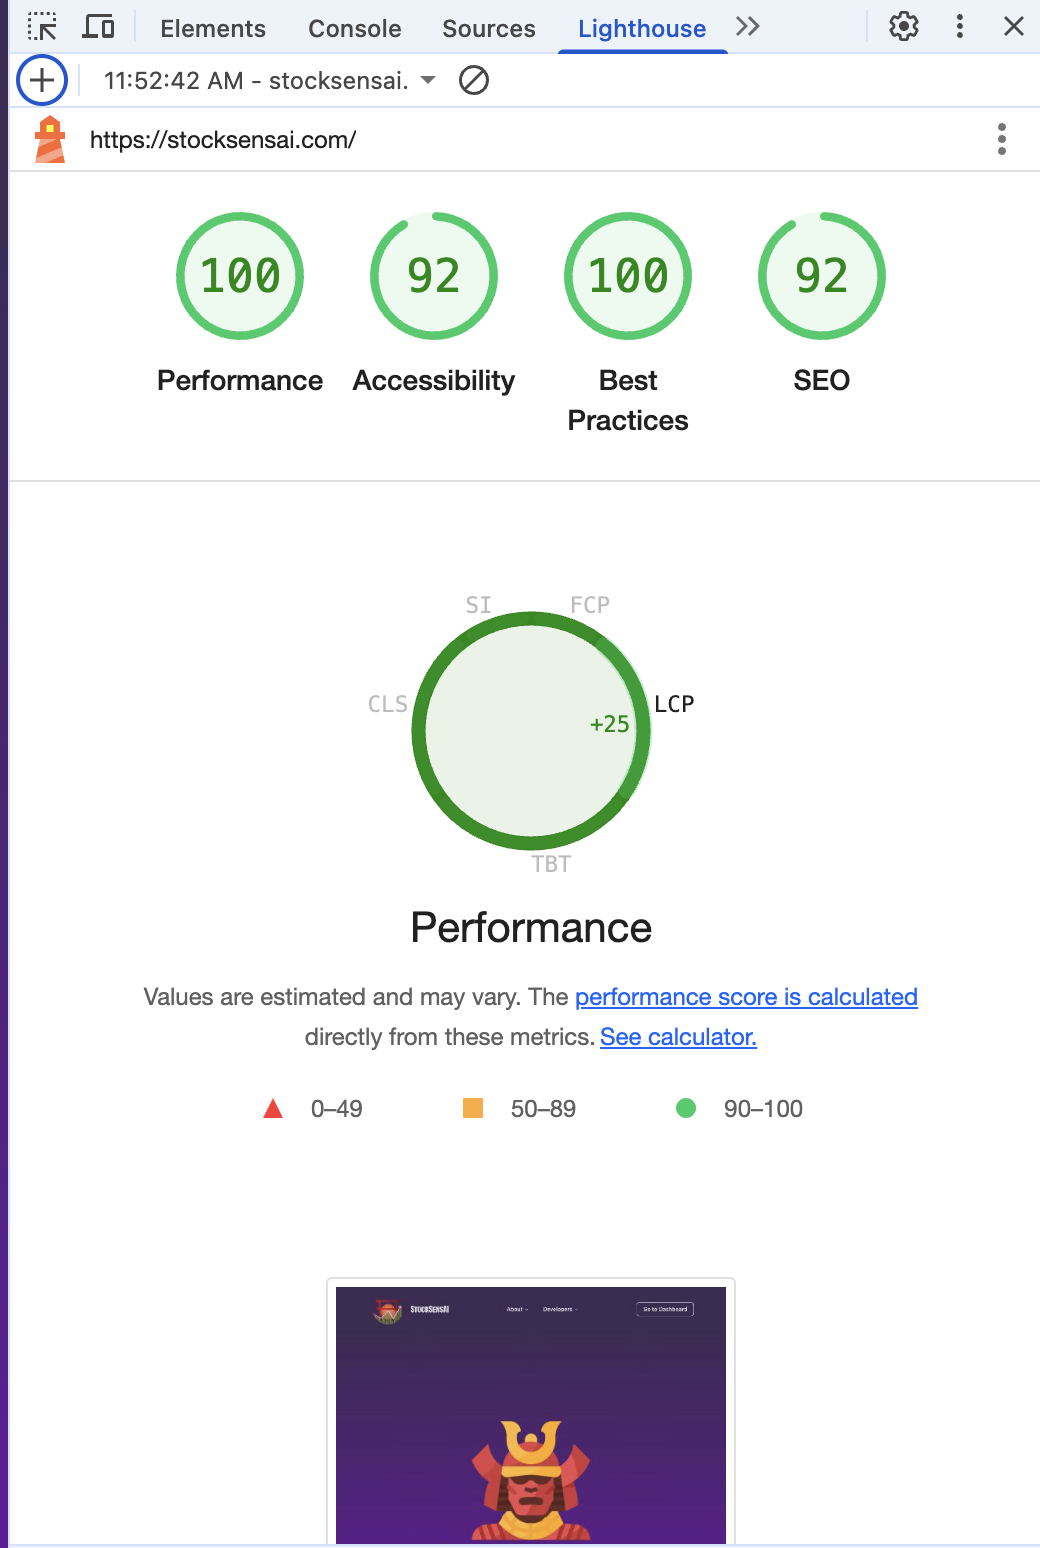 Elements Console Sources Lighthouse
11:52:42 AM - stocksensai.
https://stocksensai.com/
100 92 100 92
Performance Accessibility Best Practices SEO
SI FCP
CLS LCP
+25
TBT
Performance
Values are estimated and may vary. The performance score is calculated
directly from these metrics. See calculator.
0–49 50–89 90–100
STOCKSENSAI About Developers Go to Dashboard